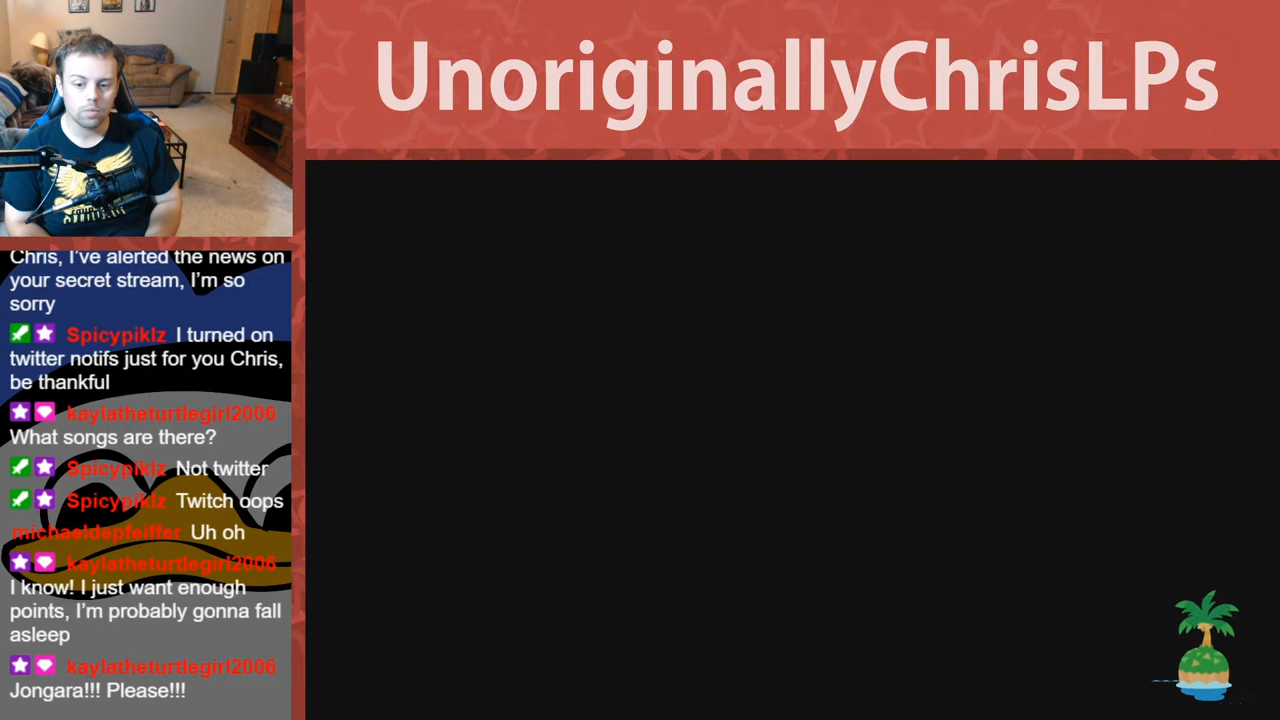 UnoriginallyChrisLPs
Chris, I've alerted the news on
your secret stream, I'm so
sorry
Spicypiklz I turned on
twitter notifs just for you Chris,
be thankful
kaylatheturtlegirl2006
What songs are there?
Spicypiklz Not twitter
Spicypiklz Twitch oops
michaeldepfeiffer Uh oh
kaylatheturtlegirl2006
I know! I just want enough
points, I'm probably gonna fall
asleep
kaylatheturtlegirl2006
Jongara!!! Please!!!